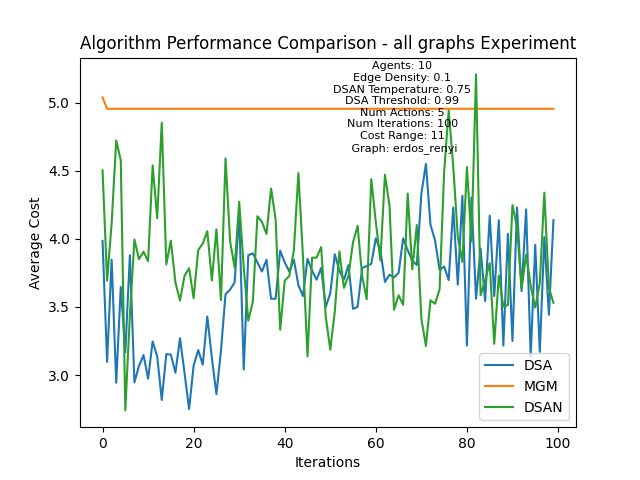 Algorithm Performance Comparison - all graphs Experiment
Agents: 10
Edge Density: 0.1
DSAN Temperature: 0.75
DSA Threshold: 0.99
Num Actions: 5
Num Iterations: 100
Cost Range: 11
Graph: erdos_renyi
Average Cost
5.0
4.5
4.0
3.5
3.0
0 20 40 60 80 100
Iterations
DSA
MGM
DSAN